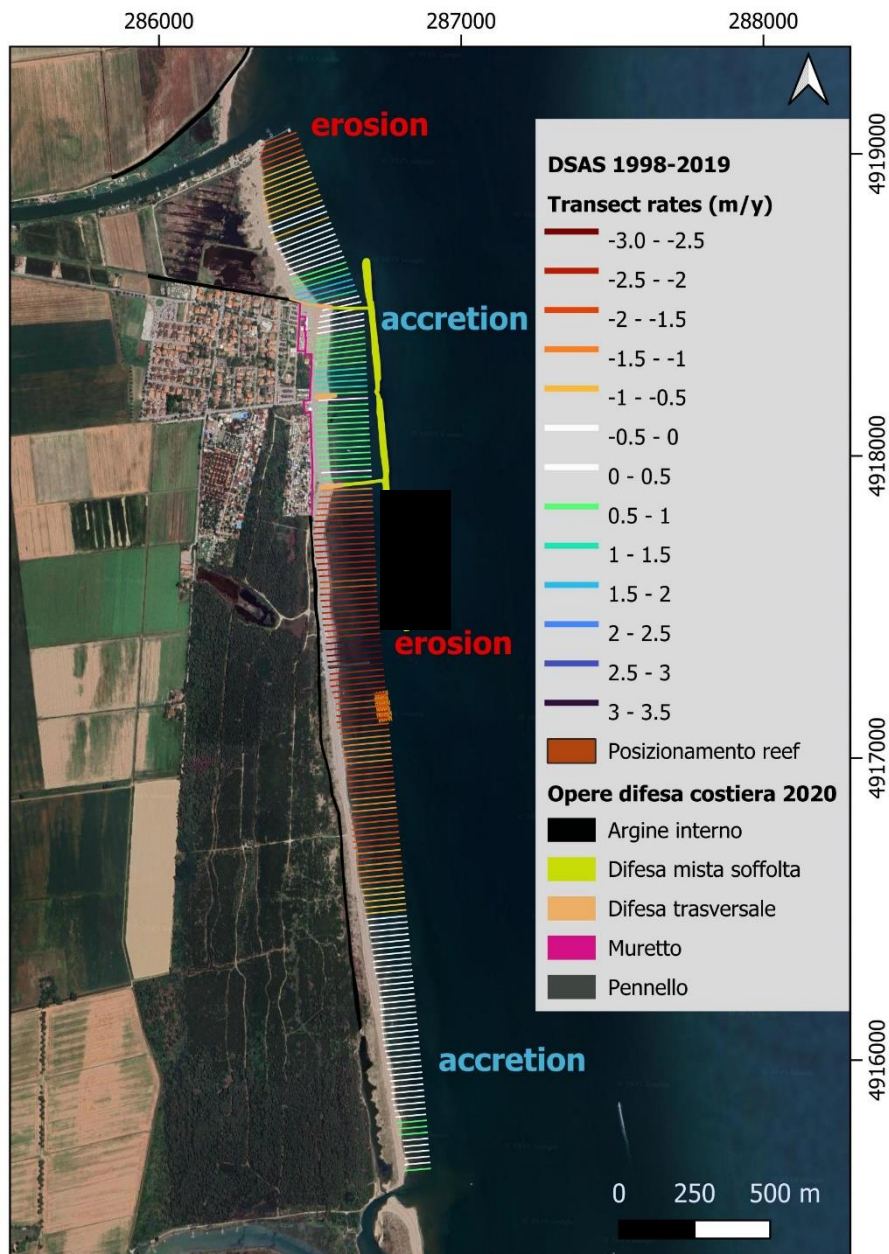 286000
287000
288000
erosion
4919000
DSAS 1998-2019
Transect rates (m/y)
-3.0 - -2.5
-2.5 - -2
-2 - -1.5
-1.5 - -1
-1 - -0.5
-0.5 - 0
0 - 0.5
0.5 - 1
1 - 1.5
1.5 - 2
2 - 2.5
2.5 - 3
3 - 3.5
Posizionamento reef
Opere difesa costiera 2020
Argine interno
Difesa mista soffolta
Difesa trasversale
Muretto
Pennello
accretion
4918000
erosion
4917000
accretion
4916000
0 250 500 m